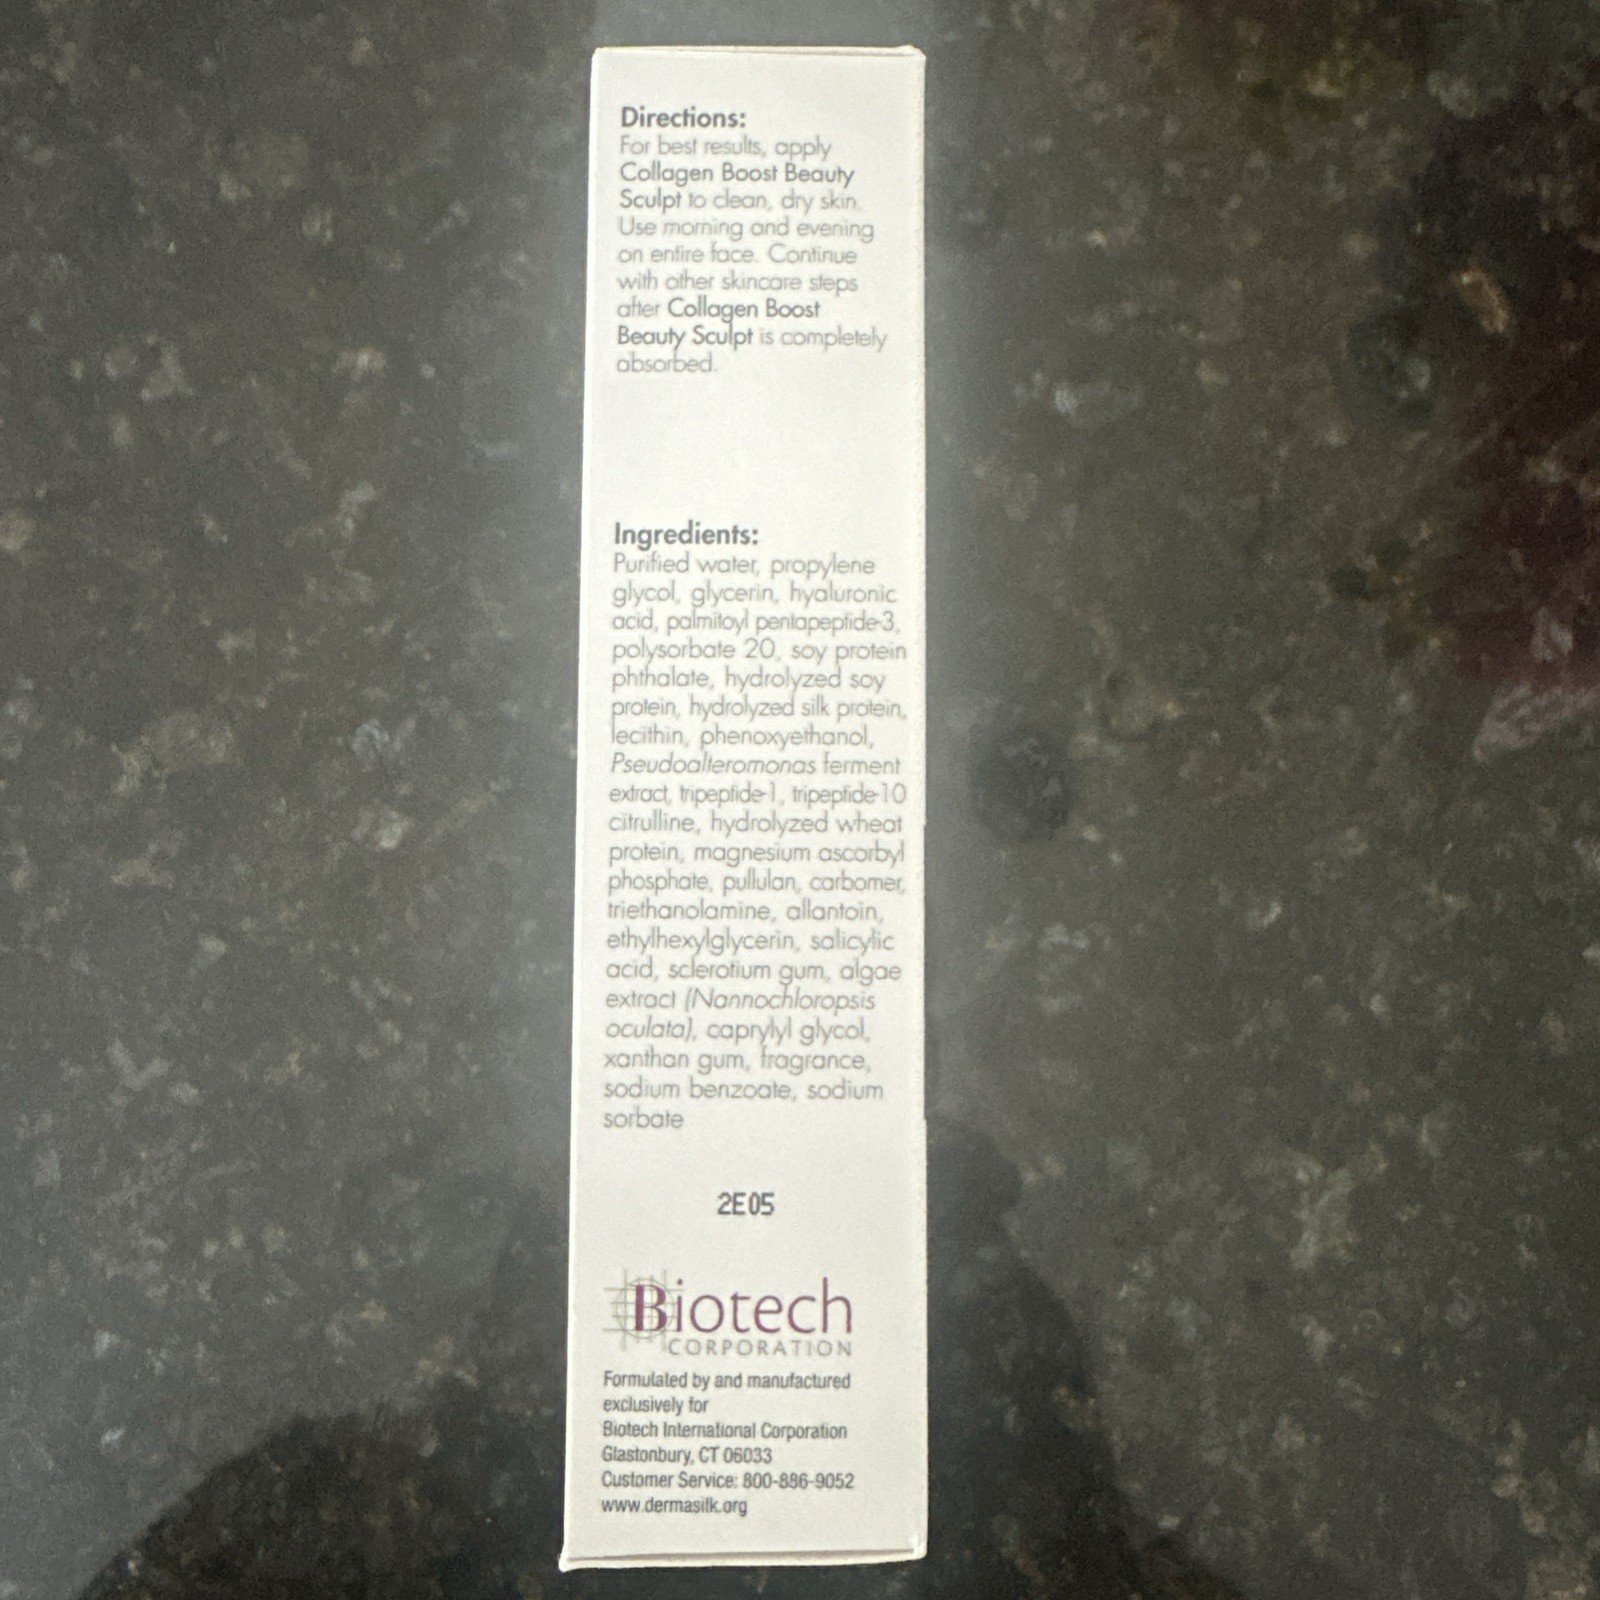 Directions:
For best results, apply
Collagen Boost Beauty
Sculpt to clean, dry skin.
Use morning and evening
on entire face. Continue
with other skincare steps
after Collagen Boost
Beauty Sculpt is completely
absorbed.
Ingredients:
Purified water, propylene
glycol, glycerin, hyaluronic
acid, palmitoyl pentapeptide-3,
polysorbate 20, soy protein
phthalate, hydrolyzed soy
protein, hydrolyzed silk protein,
lecithin, phenoxyethanol,
Pseudoalteromonas ferment
extract, tripeptide-1, tripeptide-10
citrulline, hydrolyzed wheat
protein, magnesium ascorbyl
phosphate, pullulan, carbomer,
triethanolamine, allantoin,
ethylhexylglycerin, salicylic
acid, sclerotium gum, algae
extract (Nannochloropsis
oculata), caprylyl glycol,
xanthan gum, fragrance,
sodium benzoate, sodium
sorbate
2E05
Biotech
CORPORATION
Formulated by and manufactured
exclusively for
Biotech International Corporation
Glastonbury, CT 06033
Customer Service: 800-886-9052
www.dermasilk.org